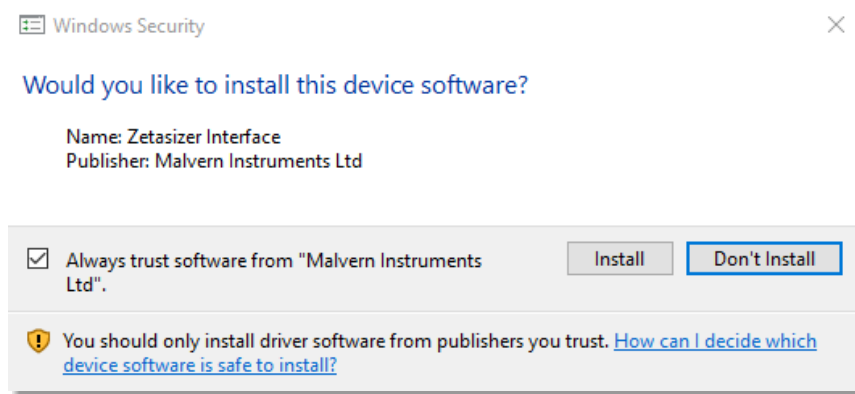 Windows Security
Would you like to install this device software?
Name: Zetasizer Interface
Publisher: Malvern Instruments Ltd
Always trust software from "Malvern Instruments
Ltd".
Install
Don't Install
You should only install driver software from publishers you trust. How can I decide which
device software is safe to install?